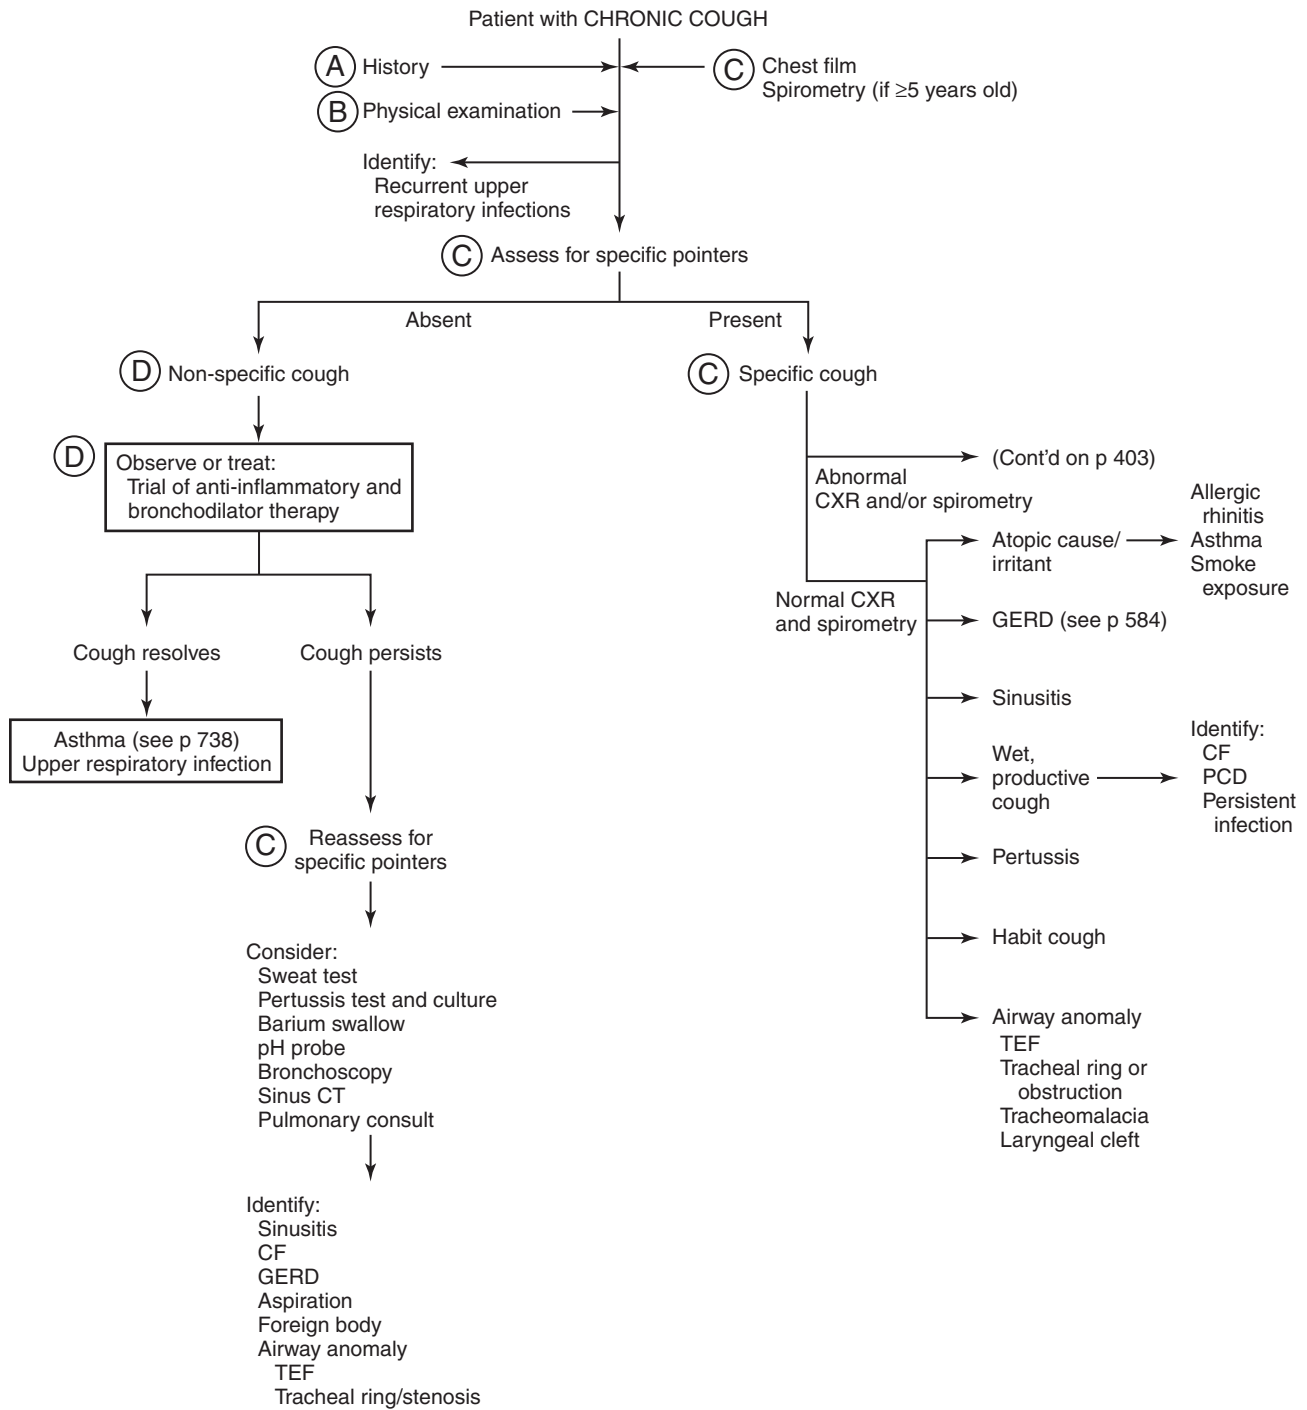 Patient with CHRONIC COUGH
A History
C Chest film
Spirometry (if ≥5 years old)
B Physical examination
Identify:
Recurrent upper
respiratory infections
C Assess for specific pointers
Absent
Present
D Non-specific cough
C Specific cough
D Observe or treat:
Trial of anti-inflammatory and
bronchodilator therapy
Cough resolves
Cough persists
Asthma (see p 738)
Upper respiratory infection
C Reassess for
specific pointers
Consider:
Sweat test
Pertussis test and culture
Barium swallow
pH probe
Bronchoscopy
Sinus CT
Pulmonary consult
Identify:
Sinusitis
CF
GERD
Aspiration
Foreign body
Airway anomaly
TEF
Tracheal ring/stenosis
(Cont'd on p 403)
Abnormal
CXR and/or spirometry
Normal CXR
and spirometry
Atopic cause/
irritant
Allergic
rhinitis
Asthma
Smoke
exposure
GERD (see p 584)
Sinusitis
Wet,
productive
cough
Identify:
CF
PCD
Persistent
infection
Pertussis
Habit cough
Airway anomaly
TEF
Tracheal ring or
obstruction
Tracheomalacia
Laryngeal cleft